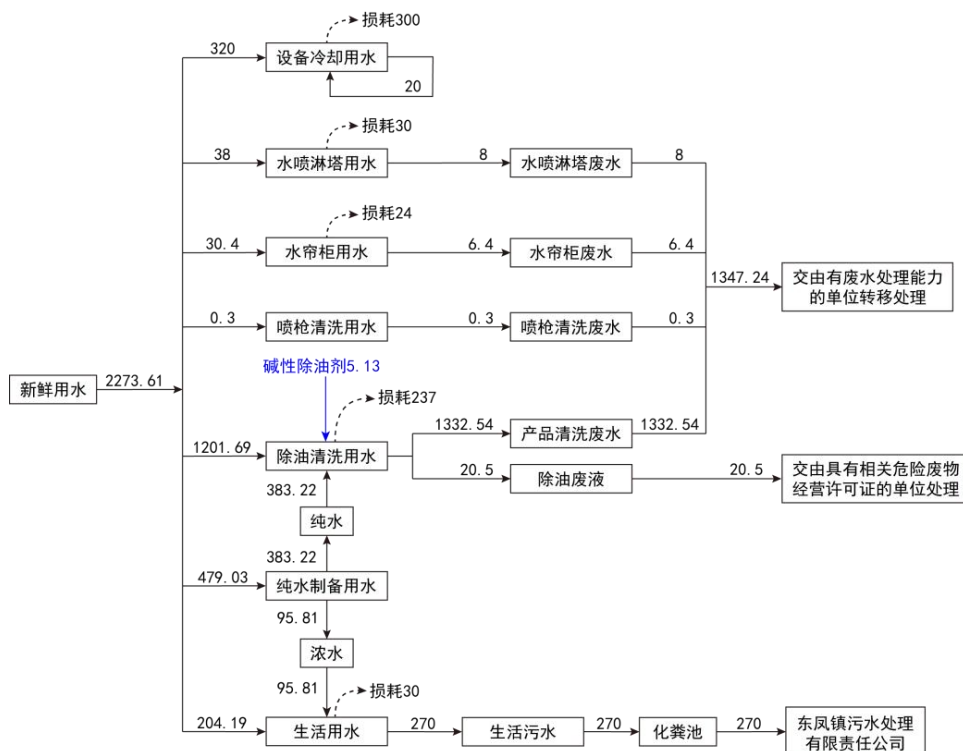 损耗300
320
设备冷却用水
20
损耗30
38
水喷淋塔用水
8
水喷淋塔废水
8
损耗24
30.4
水帘柜用水
6.4
水帘柜废水
6.4
1347.24
交由有废水处理能力
的单位转移处理
0.3
喷枪清洗用水
0.3
喷枪清洗废水
0.3
碱性除油剂5.13
新鲜用水
2273.61
损耗237
1201.69
除油清洗用水
1332.54
产品清洗废水
1332.54
20.5
除油废液
20.5
交由具有相关危险废物
经营许可证的单位处理
383.22
纯水
383.22
479.03
纯水制备用水
95.81
浓水
95.81
损耗30
204.19
生活用水
270
生活污水
270
化粪池
270
东凤镇污水处理
有限责任公司